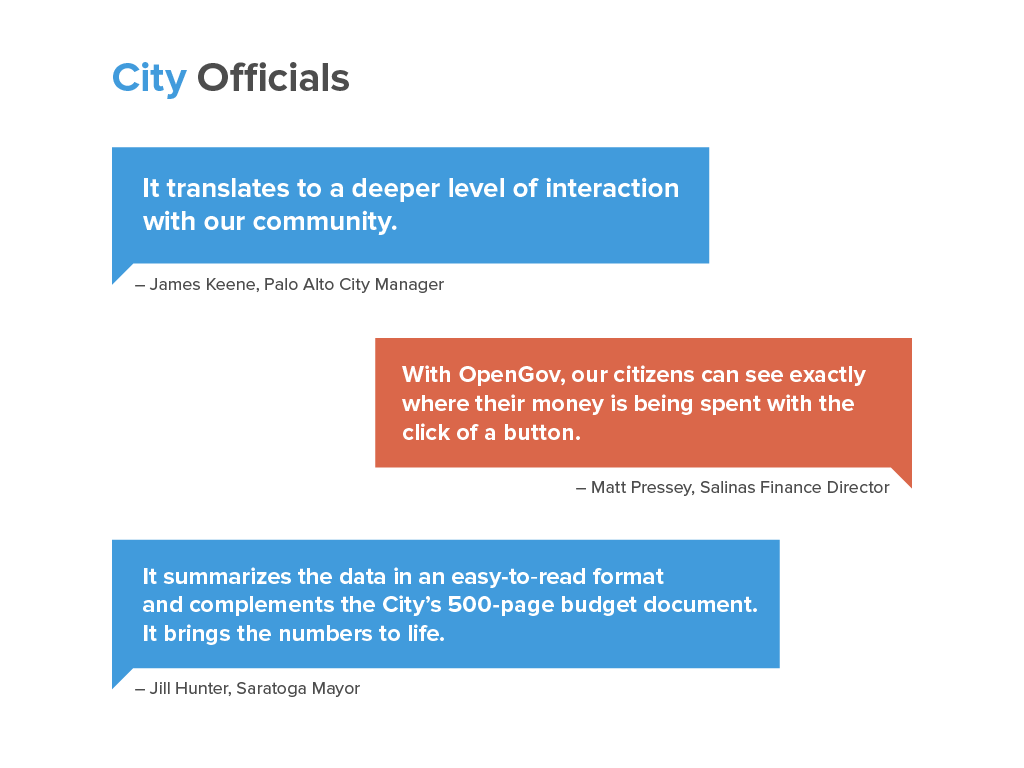 City Officials
It translates to a deeper level of interaction
with our community.
– James Keene, Palo Alto City Manager
With OpenGov, our citizens can see exactly
where their money is being spent with the
click of a button.
– Matt Pressey, Salinas Finance Director
It summarizes the data in an easy-to-read format
and complements the City’s 500-page budget document.
It brings the numbers to life.
– Jill Hunter, Saratoga Mayor